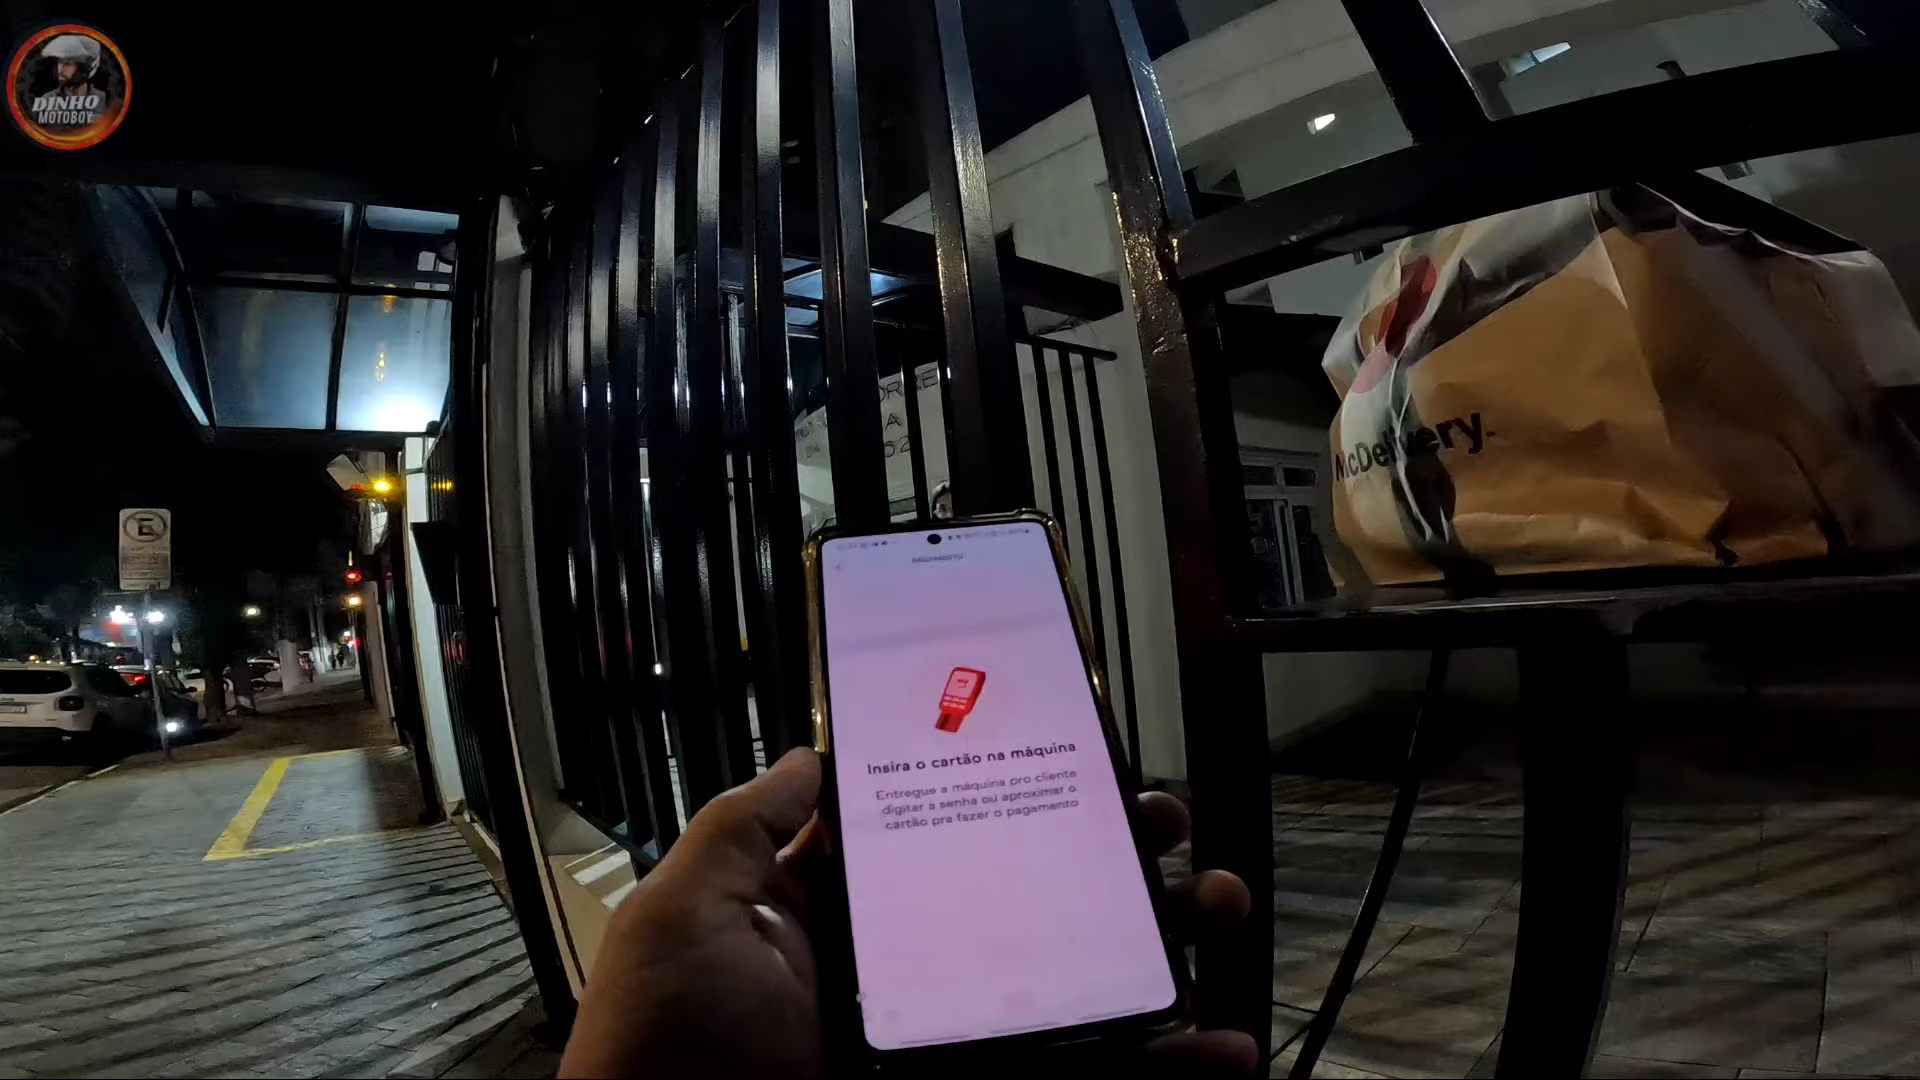 DINHO
MOTOBOY
E
McDelivery
PAGAMENTO
Insira o cartão na máquina
Entregue a máquina pro cliente
digitar a senha ou aproximar o
cartão pra fazer o pagamento